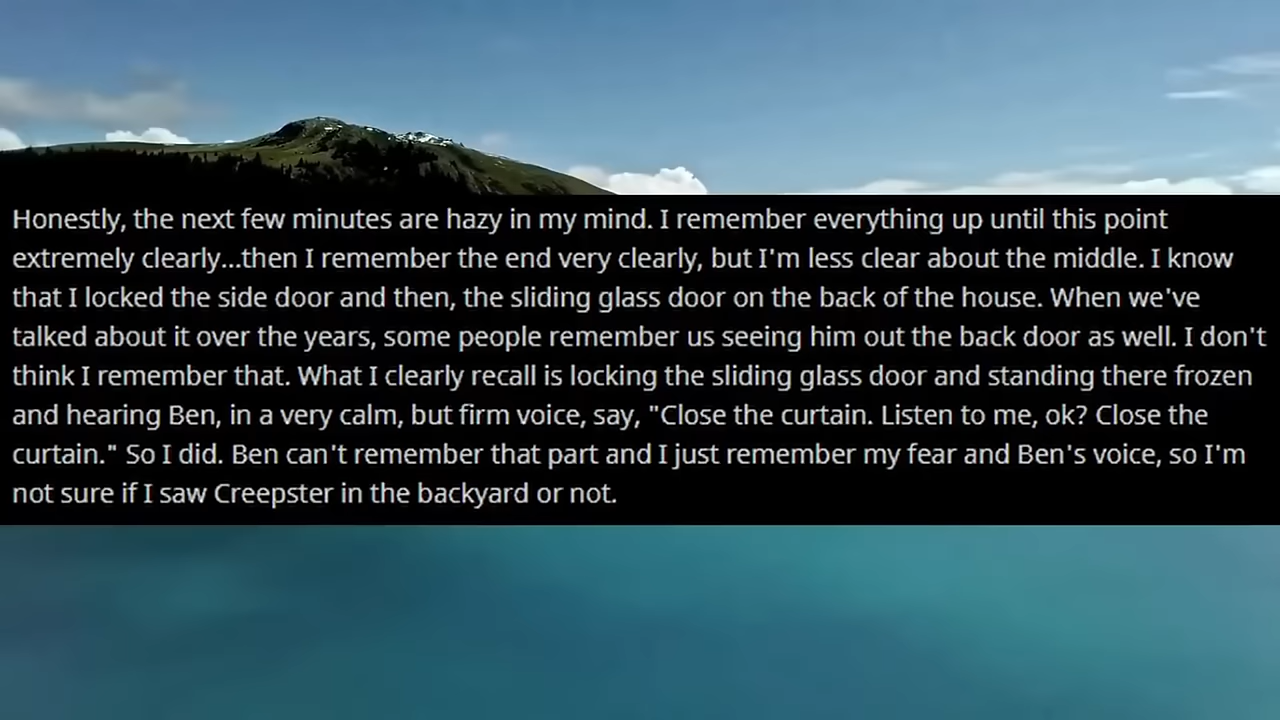 Honestly, the next few minutes are hazy in my mind. I remember everything up until this point
extremely clearly...then I remember the end very clearly, but I'm less clear about the middle. I know
that I locked the side door and then, the sliding glass door on the back of the house. When we've
talked about it over the years, some people remember us seeing him out the back door as well. I don't
think I remember that. What I clearly recall is locking the sliding glass door and standing there frozen
and hearing Ben, in a very calm, but firm voice, say, "Close the curtain. Listen to me, ok? Close the
curtain." So I did. Ben can't remember that part and I just remember my fear and Ben's voice, so I'm
not sure if I saw Creepster in the backyard or not.